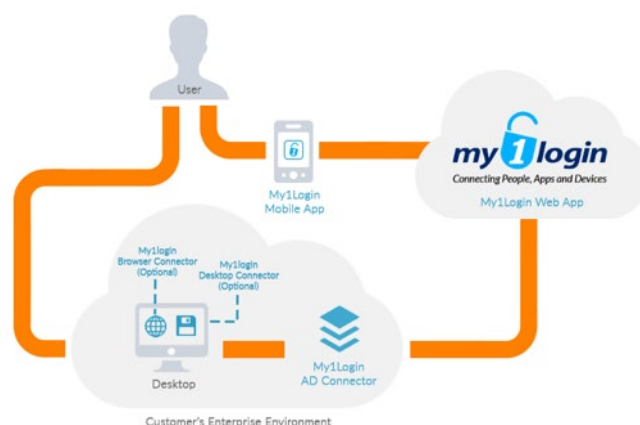 User
my1login
Connecting People, Apps and Devices
My1Login Web App
My1Login
Mobile App
My1login
Browser Connector
(Optional)
My1login
Desktop Connector
(Optional)
Desktop
My1Login
AD Connector
Customer's Enterprise Environment